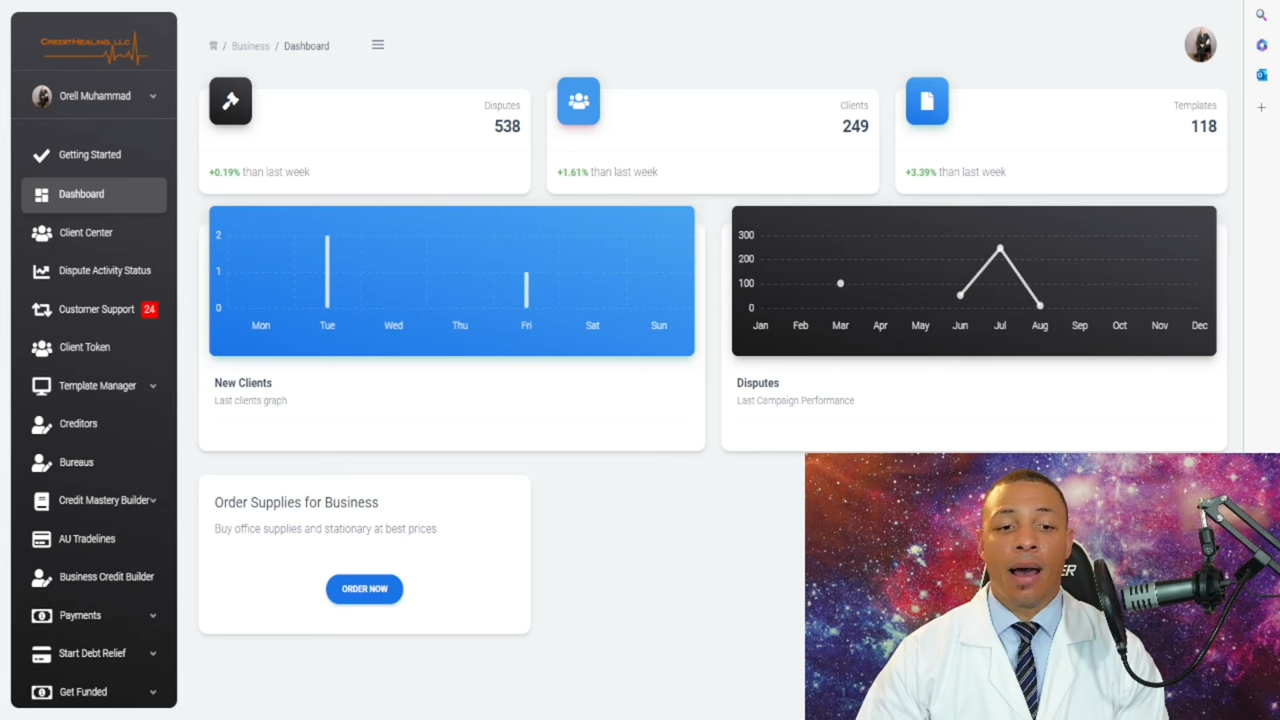 CREDITHEALING, LLC
Orell Muhammad
Getting Started
Dashboard
Client Center
Dispute Activity Status
Customer Support 24
Client Token
Template Manager
Creditors
Bureaus
Credit Mastery Builder
AU Tradelines
Business Credit Builder
Payments
Start Debt Relief
Get Funded
/ Business / Dashboard
Disputes
538
+0.19% than last week
Clients
249
+1.61% than last week
Templates
118
+3.39% than last week
2
1
0
Mon Tue Wed Thu Fri Sat Sun
New Clients
Last clients graph
300
200
100
0
Jan Feb Mar Apr May Jun Jul Aug Sep Oct Nov Dec
Disputes
Last Campaign Performance
Order Supplies for Business
Buy office supplies and stationary at best prices
ORDER NOW